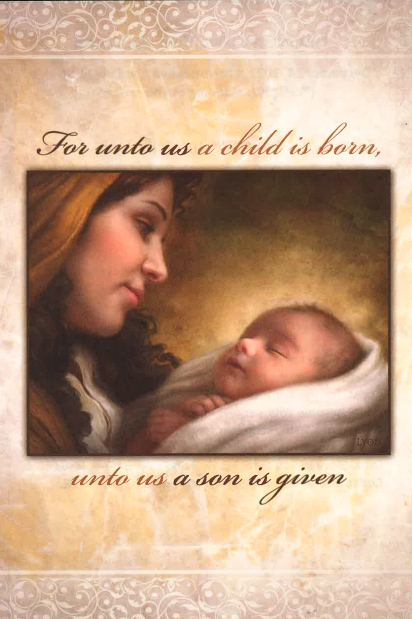 For unto us a child is born,
unto us a son is given